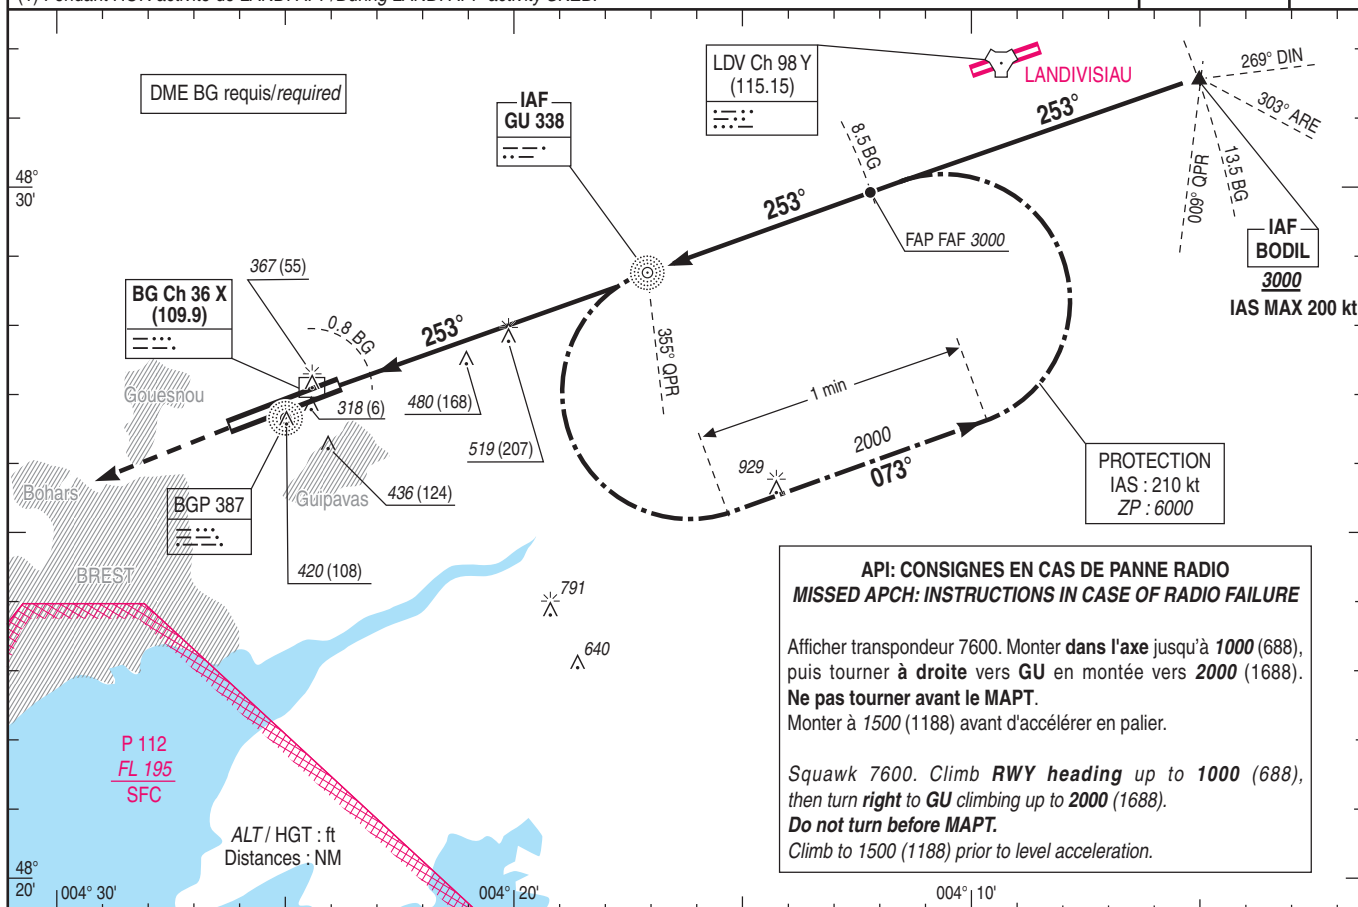 DME BG requis/required
IAF
GU 338
LDV Ch 98 Y
(115.15)
LANDIVISIAU
253°
269° DIN
303° ARE
13.5 BG
009° QPR
IAF
BODIL
3000
IAS MAX 200 kt
8.5 BG
253°
FAP FAF 3000
48°
30'
367 (55)
BG Ch 36 X
(109.9)
0.8 BG
253°
355° QPR
Gouesnou
318 (6)
480 (168)
519 (207)
1 min
2000
073°
929
PROTECTION
IAS : 210 kt
ZP : 6000
Bohars
BGP 387
Guipavas
436 (124)
BREST
420 (108)
791
640
API: CONSIGNES EN CAS DE PANNE RADIO
MISSED APCH: INSTRUCTIONS IN CASE OF RADIO FAILURE
Afficher transpondeur 7600. Monter dans l'axe jusqu'à 1000 (688),
puis tourner à droite vers GU en montée vers 2000 (1688).
Ne pas tourner avant le MAPT.
Monter à 1500 (1188) avant d'accélérer en palier.
Squawk 7600. Climb RWY heading up to 1000 (688),
then turn right to GU climbing up to 2000 (1688).
Do not turn before MAPT.
Climb to 1500 (1188) prior to level acceleration.
P 112
FL 195
SFC
ALT / HGT : ft
Distances : NM
48°
20'
004° 30'
004° 20'
004° 10'